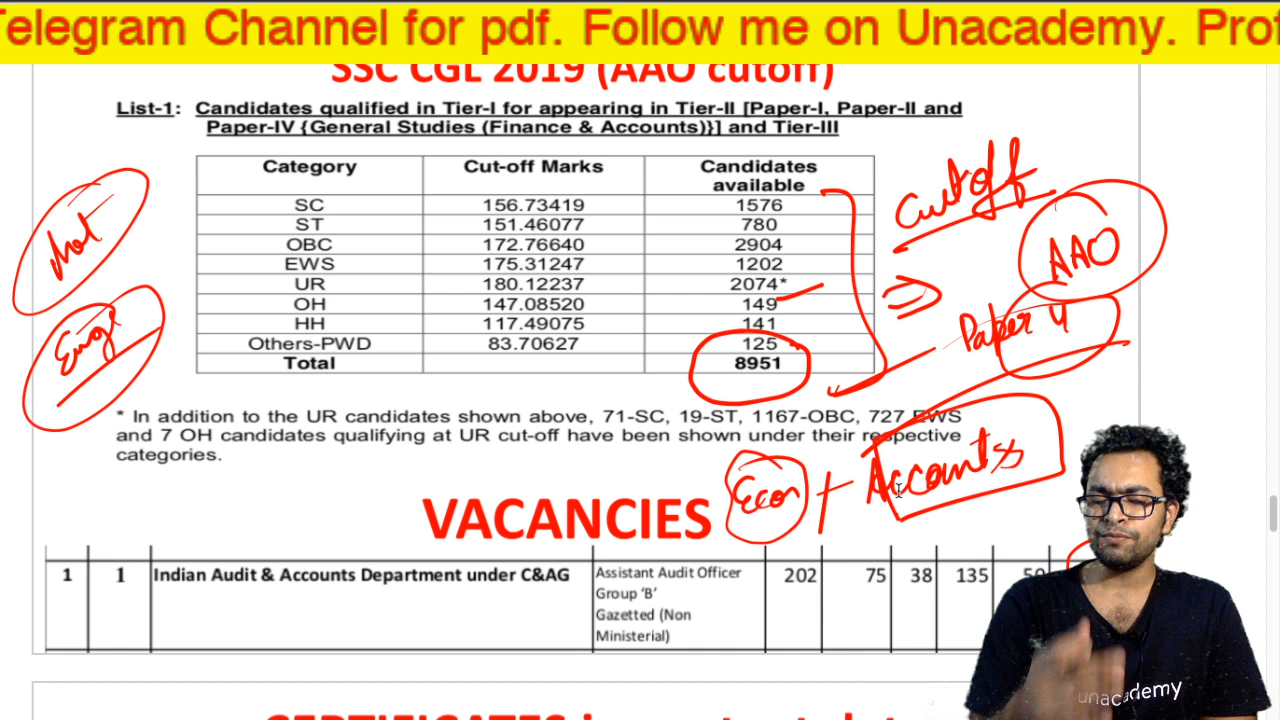 Telegram Channel for pdf. Follow me on Unacademy. Prof
SSC CGL 2019 (AAO cutoff)
List-1: Candidates qualified in Tier-I for appearing in Tier-II [Paper-I, Paper-II and
Paper-IV {General Studies (Finance & Accounts)}] and Tier-III
Category Cut-off Marks Candidates available
SC 156.73419 1576
ST 151.46077 780
OBC 172.76640 2904
EWS 175.31247 1202
UR 180.12237 2074*
OH 147.08520 149
HH 117.49075 141
Others-PWD 83.70627 125
Total 8951
Cutoff
AAO
Paper 4
* In addition to the UR candidates shown above, 71-SC, 19-ST, 1167-OBC, 727 EWS
and 7 OH candidates qualifying at UR cut-off have been shown under their respective
categories.
Econ + Accounts
VACANCIES
1 1 Indian Audit & Accounts Department under C&AG Assistant Audit Officer 202 75 38 135
Group ‘B’
Gazetted (Non
Ministerial)
unacademy